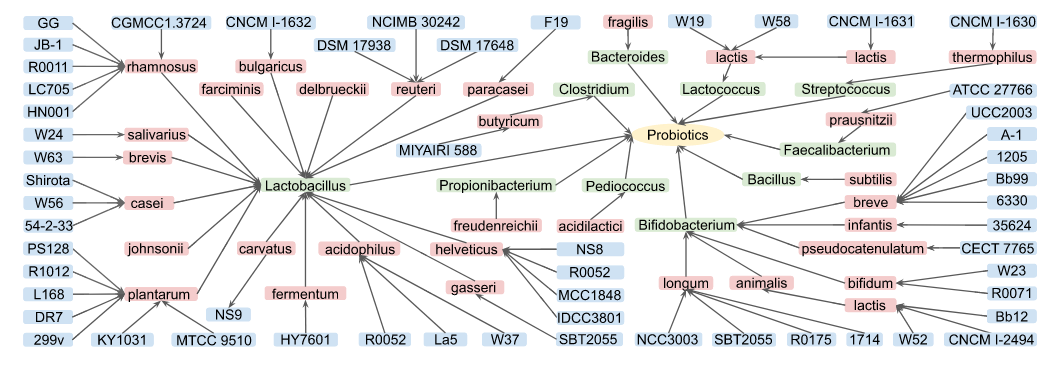 GG
CGMCC1.3724
CNCM I-1632
NCIMB 30242
F19
fragilis
W19
W58
CNCM I-1631
CNCM I-1630
JB-1
DSM 17938
DSM 17648
Bacteroides
lactis
lactis
thermophilus
R0011
rhamnosus
bulgaricus
LC705
farciminis
delbrueckii
reuteri
paracasei
Clostridium
Lactococcus
Streptococcus
ATCC 27766
HN001
butyricum
prausnitzii
UCC2003
W24
salivarius
Probiotics
A-1
MIYAIRI 588
Faecalibacterium
W63
brevis
1205
Shirota
Lactobacillus
Propionibacterium
Pediococcus
Bacillus
subtilis
Bb99
W56
casei
breve
6330
54-2-33
freudenreichii
acidilactici
Bifidobacterium
infantis
35624
PS128
johnsonii
carvatus
acidophilus
helveticus
NS8
pseudocatenulatum
CECT 7765
R1012
R0052
W23
L168
plantarum
fermentum
gasseri
MCC1848
longum
animalis
bifidum
R0071
DR7
NS9
IDCC3801
lactis
Bb12
299v
KY1031
MTCC 9510
HY7601
R0052
La5
W37
SBT2055
NCC3003
SBT2055
R0175
1714
W52
CNCM I-2494